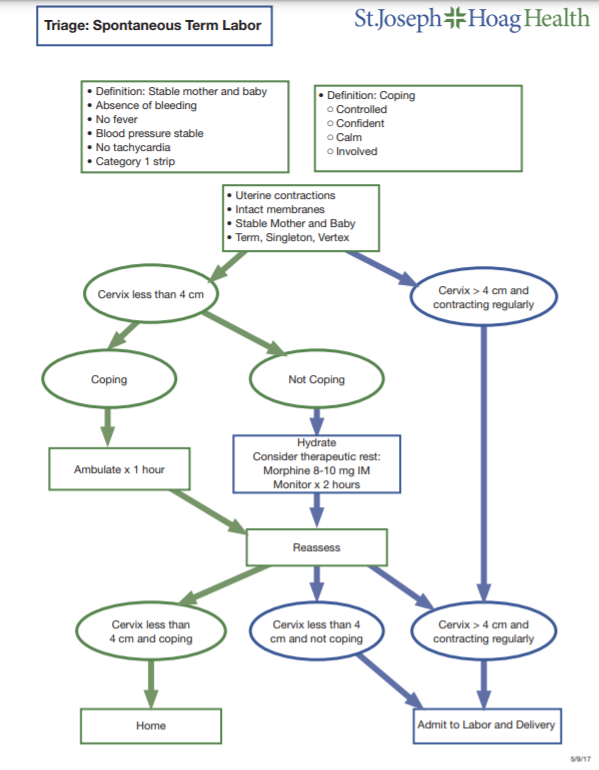 Triage: Spontaneous Term Labor
St.Joseph Hoag Health
• Definition: Stable mother and baby
• Absence of bleeding
• No fever
• Blood pressure stable
• No tachycardia
• Category 1 strip
• Definition: Coping
○ Controlled
○ Confident
○ Calm
○ Involved
• Uterine contractions
• Intact membranes
• Stable Mother and Baby
• Term, Singleton, Vertex
Cervix less than 4 cm
Cervix > 4 cm and
contracting regularly
Coping
Not Coping
Ambulate x 1 hour
Hydrate
Consider therapeutic rest:
Morphine 8-10 mg IM
Monitor x 2 hours
Reassess
Cervix less than
4 cm and coping
Cervix less than 4
cm and not coping
Cervix > 4 cm and
contracting regularly
Home
Admit to Labor and Delivery
5/9/17